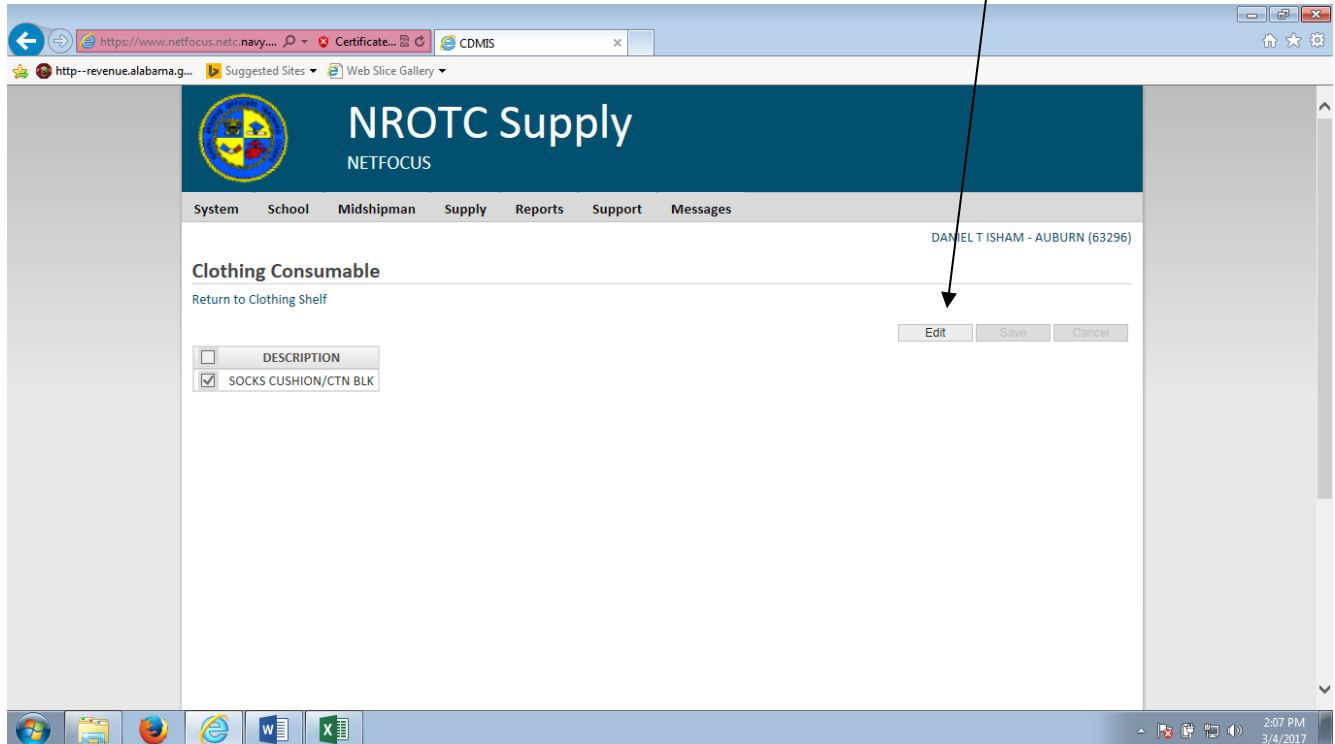 https://www.netfocus.netc.navy.... Certificate... CDMIS
http--revenue.alabama.g... Suggested Sites Web Slice Gallery
NROTC Supply
NETFOCUS
System School Midshipman Supply Reports Support Messages
DANIEL T ISHAM - AUBURN (63296)
Clothing Consumable
Return to Clothing Shelf
Edit Save Cancel
DESCRIPTION
SOCKS CUSHION/CTN BLK
2:07 PM
3/4/2017